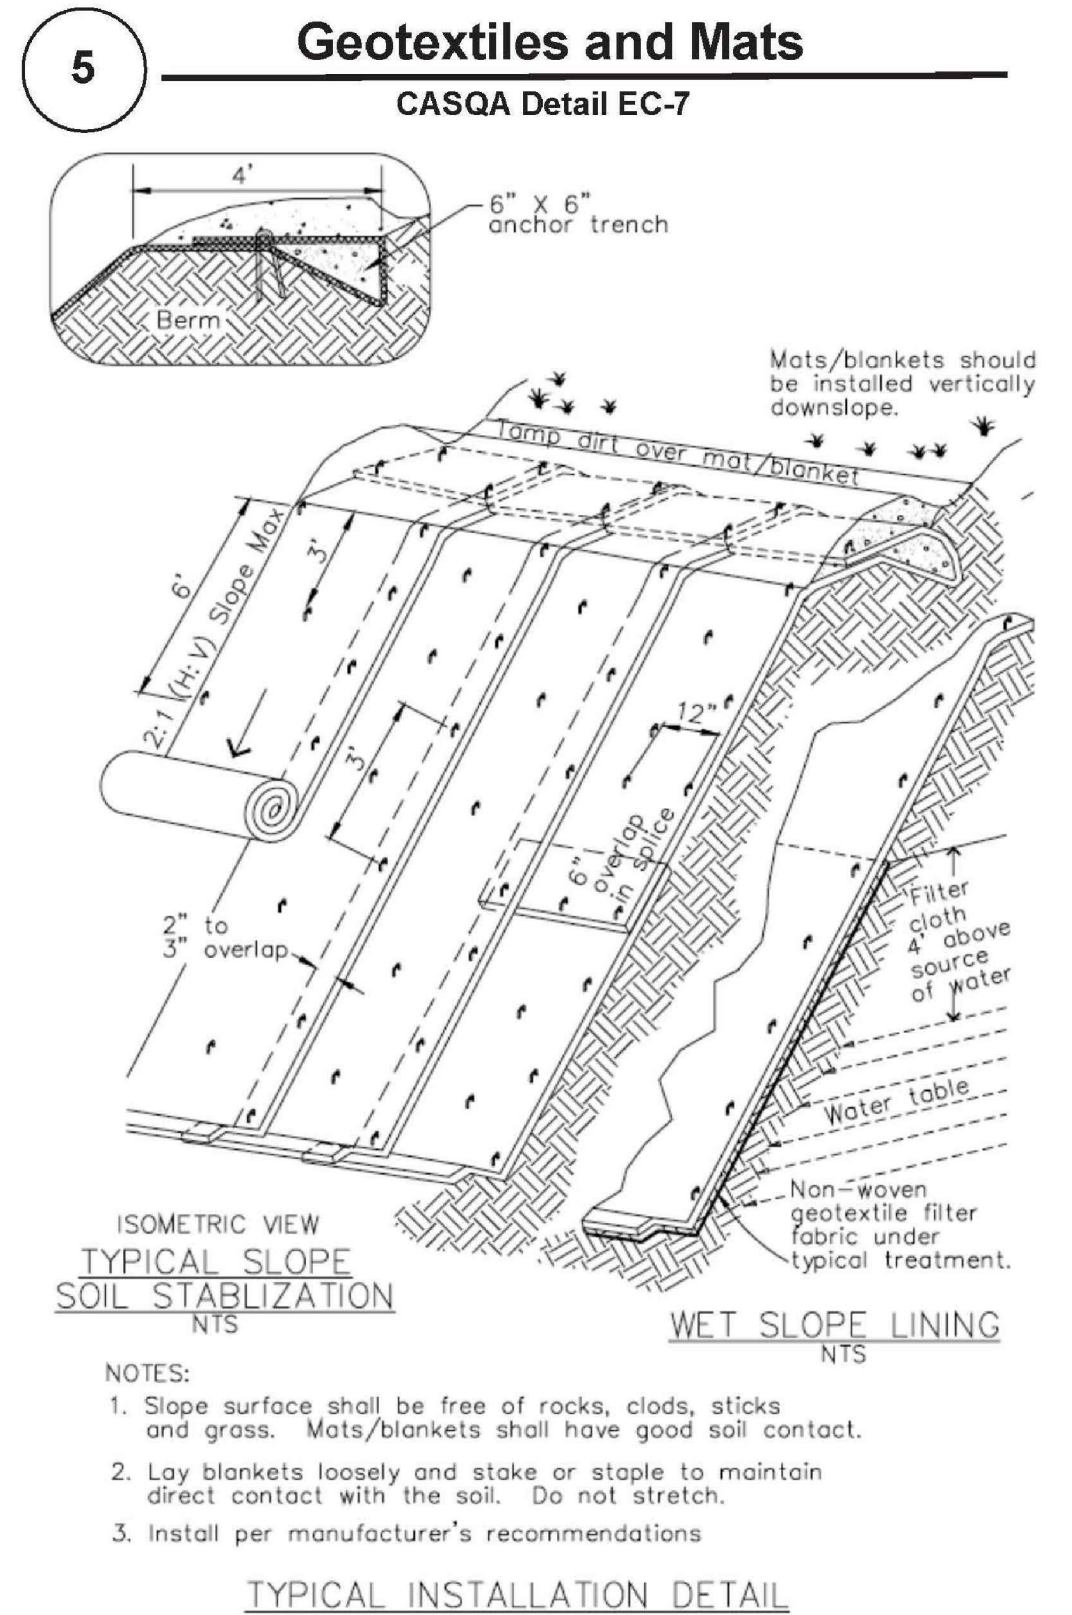 5
Geotextiles and Mats
CASQA Detail EC-7
4'
6" X 6"
anchor trench
Berm
Mats/blankets should
be installed vertically
downslope.
Tamp dirt over mat/blanket
6'
2:1 (H:V) Slope Max
3'
3'
12"
6"
overlap
in splice
2" to
3" overlap
Filter
cloth
4' above
source
of water
Water table
Non-woven
geotextile filter
fabric under
typical treatment.
ISOMETRIC VIEW
TYPICAL SLOPE
SOIL STABLIZATION
NTS
WET SLOPE LINING
NTS
NOTES:
1. Slope surface shall be free of rocks, clods, sticks
and grass. Mats/blankets shall have good soil contact.
2. Lay blankets loosely and stake or staple to maintain
direct contact with the soil. Do not stretch.
3. Install per manufacturer's recommendations
TYPICAL INSTALLATION DETAIL